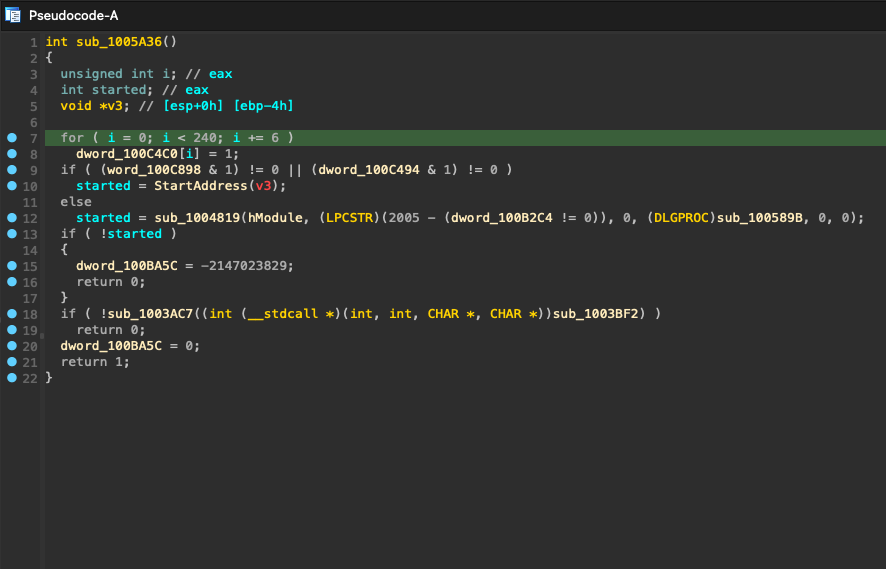 Pseudocode-A
1 int sub_1005A36()
2 {
3   unsigned int i; // eax
4   int started; // eax
5   void *v3; // [esp+0h] [ebp-4h]
6
7   for ( i = 0; i < 240; i += 6 )
8     dword_100C4C0[i] = 1;
9   if ( (word_100C898 & 1) != 0 || (dword_100C494 & 1) != 0 )
10     started = StartAddress(v3);
11   else
12     started = sub_1004819(hModule, (LPCSTR)(2005 - (dword_100B2C4 != 0)), 0, (DLGPROC)sub_100589B, 0, 0);
13   if ( !started )
14   {
15     dword_100BA5C = -2147023829;
16     return 0;
17   }
18   if ( !sub_1003AC7((int (__stdcall *)(int, int, CHAR *, CHAR *))sub_1003BF2) )
19     return 0;
20   dword_100BA5C = 0;
21   return 1;
22 }